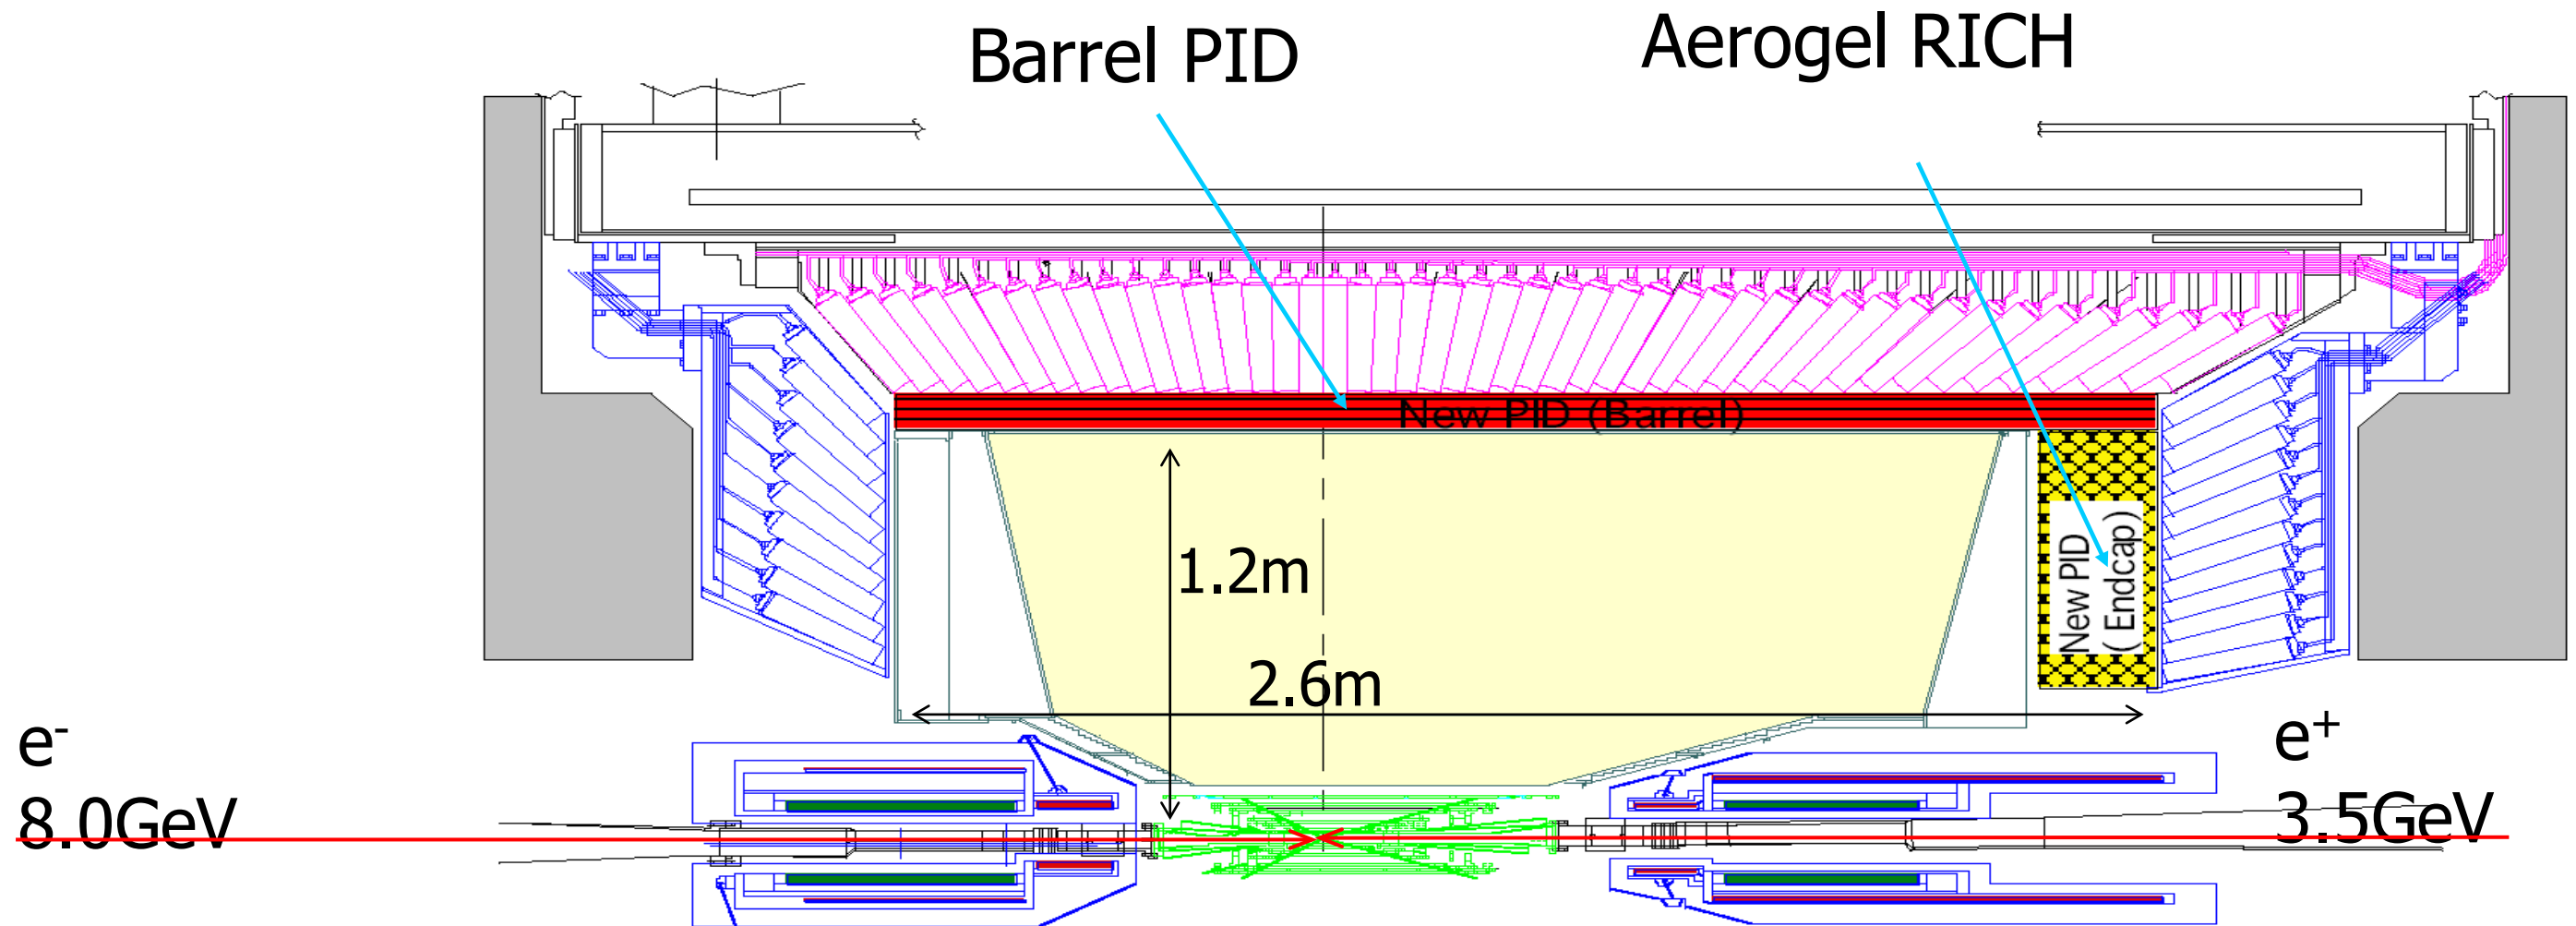 Barrel PID
Aerogel RICH
New PID (Barrel)
1.2m
New PID
( Endcap)
2.6m
e-
8.0GeV
e+
3.5GeV